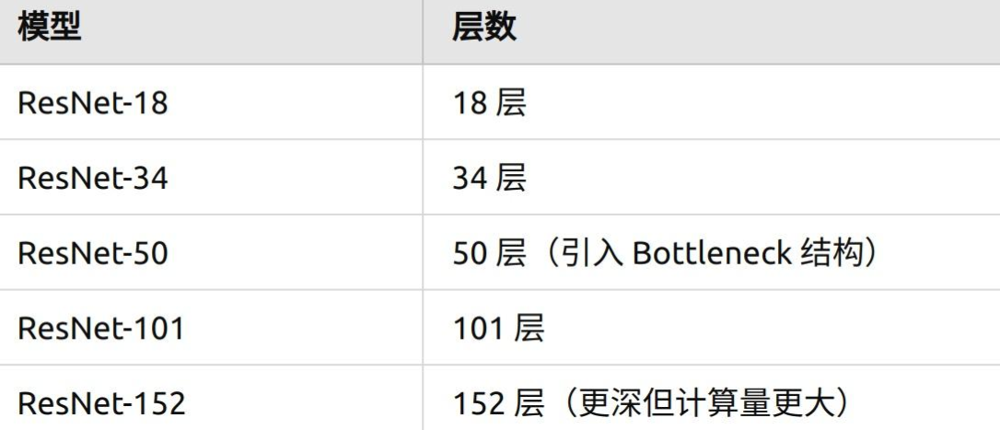 模型 层数
ResNet-18 18 层
ResNet-34 34 层
ResNet-50 50 层（引入 Bottleneck 结构）
ResNet-101 101 层
ResNet-152 152 层（更深但计算量更大）